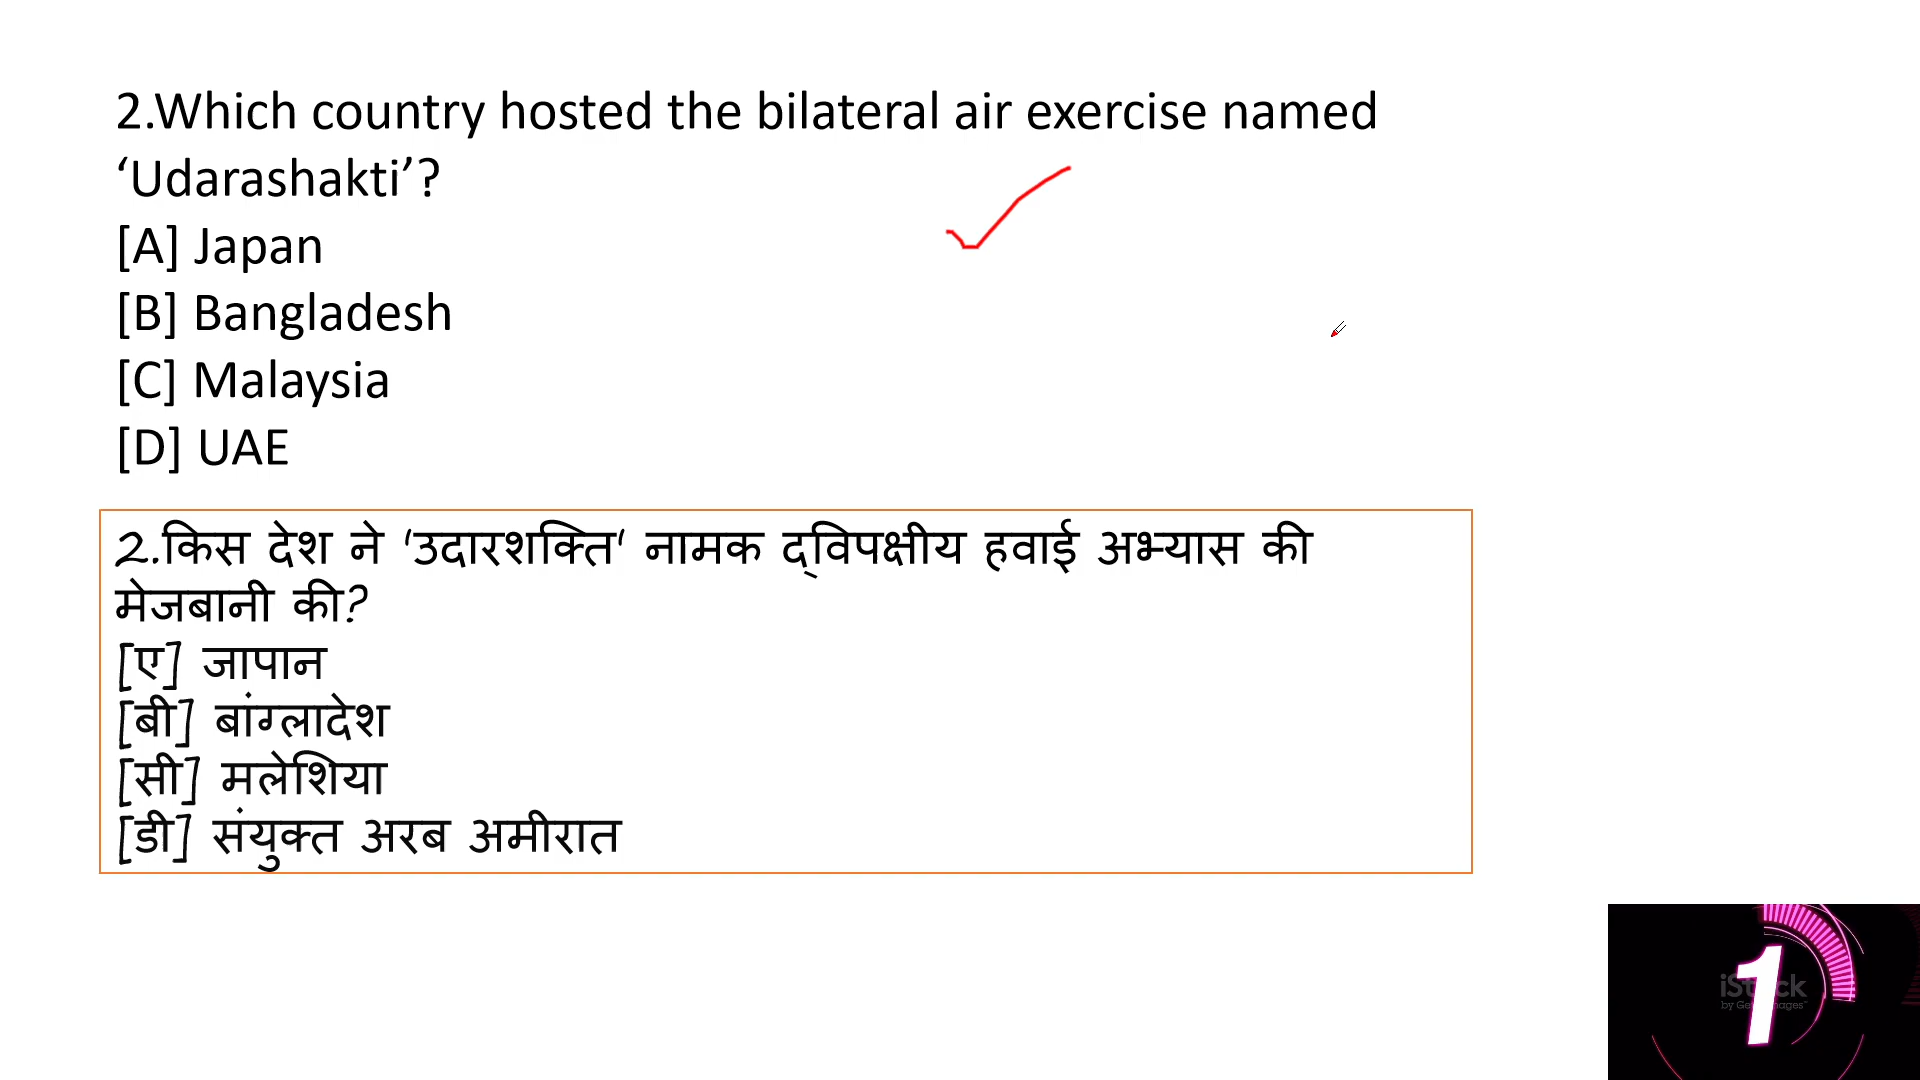 2.Which country hosted the bilateral air exercise named
‘Udarashakti’?
[A] Japan
[B] Bangladesh
[C] Malaysia
[D] UAE
2.किस देश ने 'उदारशक्ति' नामक द्विपक्षीय हवाई अभ्यास की
मेजबानी की?
[ए] जापान
[बी] बांग्लादेश
[सी] मलेशिया
[डी] संयुक्त अरब अमीरात
1